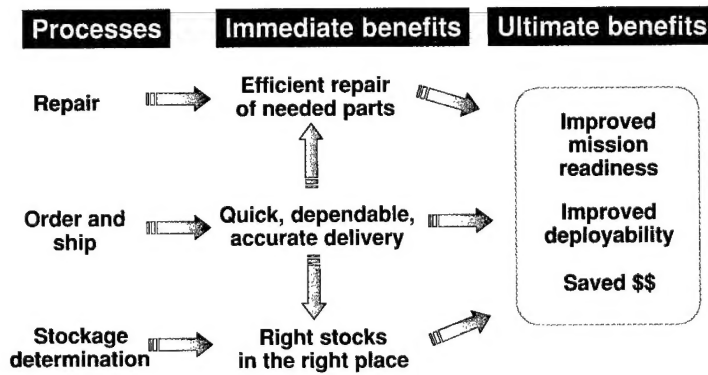 Processes
Immediate benefits
Ultimate benefits
Repair
Efficient repair
of needed parts
Order and
ship
Quick, dependable,
accurate delivery
Stockage
determination
Right stocks
in the right place
Improved
mission
readiness
Improved
deployability
Saved $$